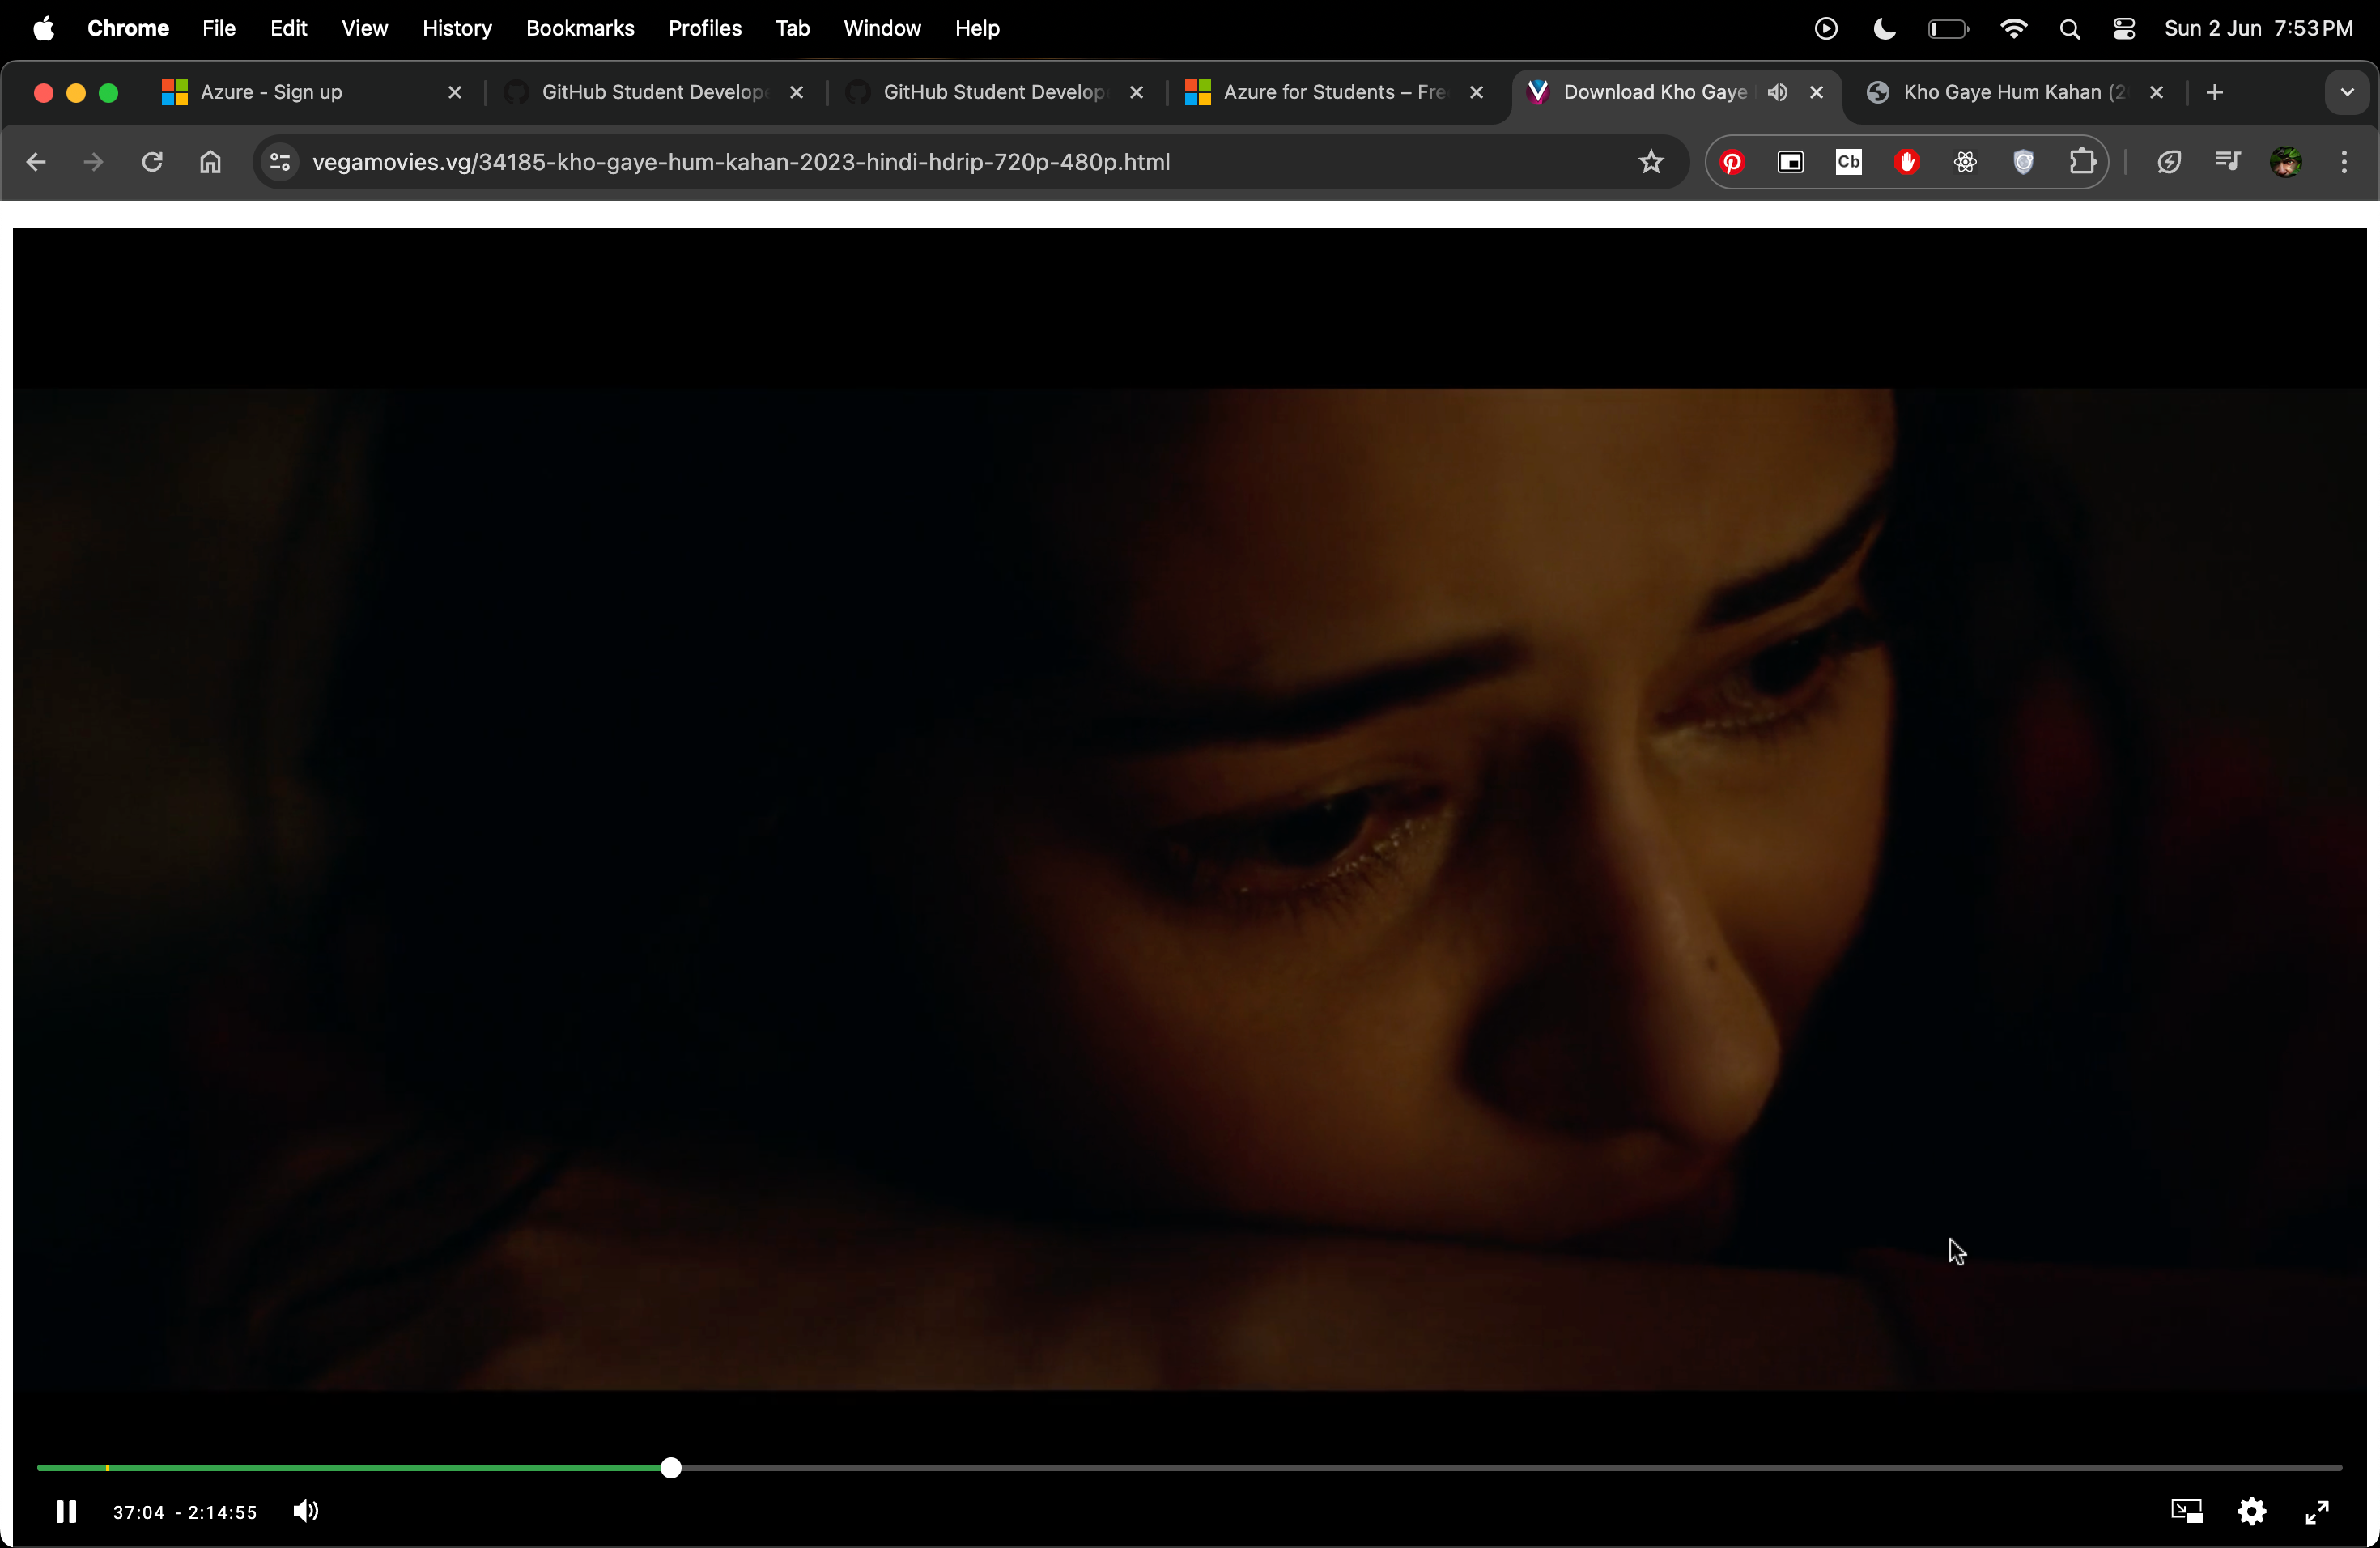 Chrome File Edit View History Bookmarks Profiles Tab Window Help Sun 2 Jun 7:53 PM
Azure - Sign up GitHub Student Develop GitHub Student Develop Azure for Students – Fre Download Kho Gaye Kho Gaye Hum Kahan (2
vegamovies.vg/34185-kho-gaye-hum-kahan-2023-hindi-hdrip-720p-480p.html Cb
37:04 - 2:14:55